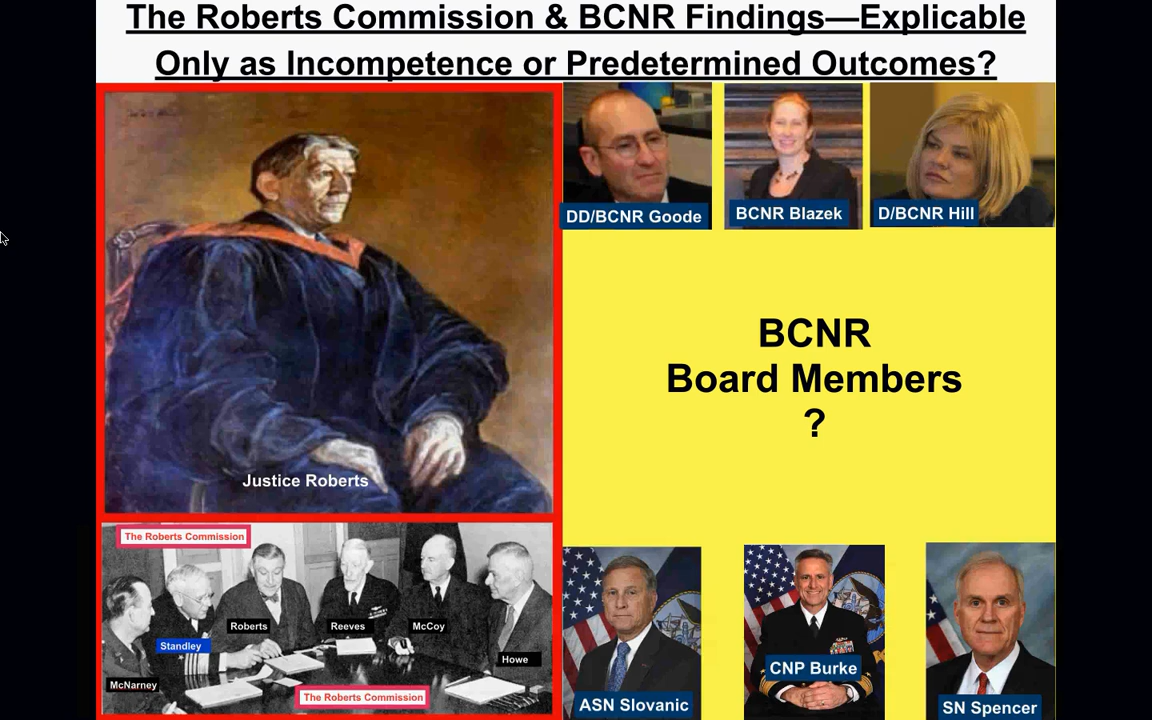 The Roberts Commission & BCNR Findings—Explicable
Only as Incompetence or Predetermined Outcomes?
DD/BCNR Goode
BCNR Blazek
D/BCNR Hill
BCNR
Board Members
?
Justice Roberts
The Roberts Commission
Roberts
Reeves
McCoy
Standley
Howe
McNarney
The Roberts Commission
CNP Burke
ASN Slovanic
SN Spencer